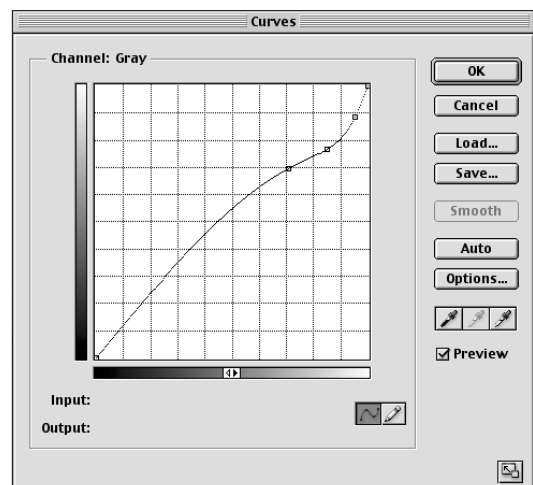 Curves
Channel: Gray
OK
Cancel
Load...
Save...
Smooth
Auto
Options...
Preview
Input:
Output: